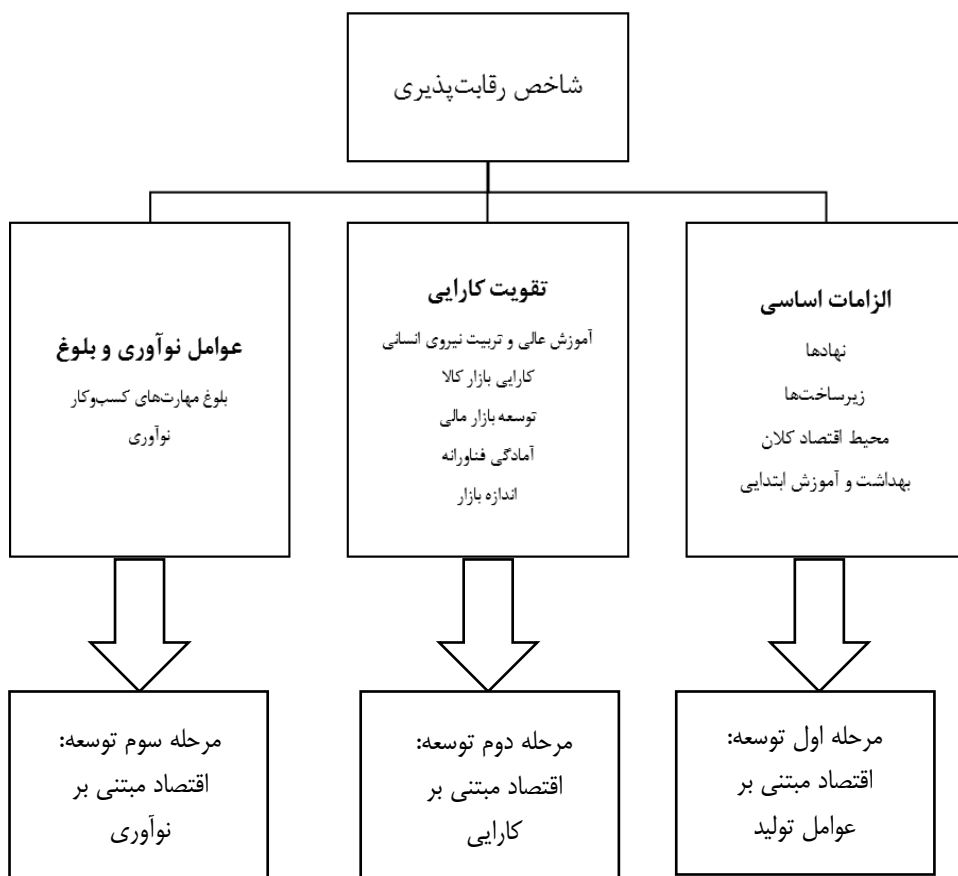 شاخص رقابت‌پذیری
الزامات اساسی
نهادها
زیرساخت‌ها
محیط اقتصاد کلان
بهداشت و آموزش ابتدایی
تقویت کارایی
آموزش عالی و تربیت نیروی انسانی
کارایی بازار کالا
توسعه بازار مالی
آمادگی فناورانه
اندازه بازار
عوامل نوآوری و بلوغ
بلوغ مهارت‌های کسب‌وکار
نوآوری
مرحله اول توسعه:
اقتصاد مبتنی بر
عوامل تولید
مرحله دوم توسعه:
اقتصاد مبتنی بر
کارایی
مرحله سوم توسعه:
اقتصاد مبتنی بر
نوآوری